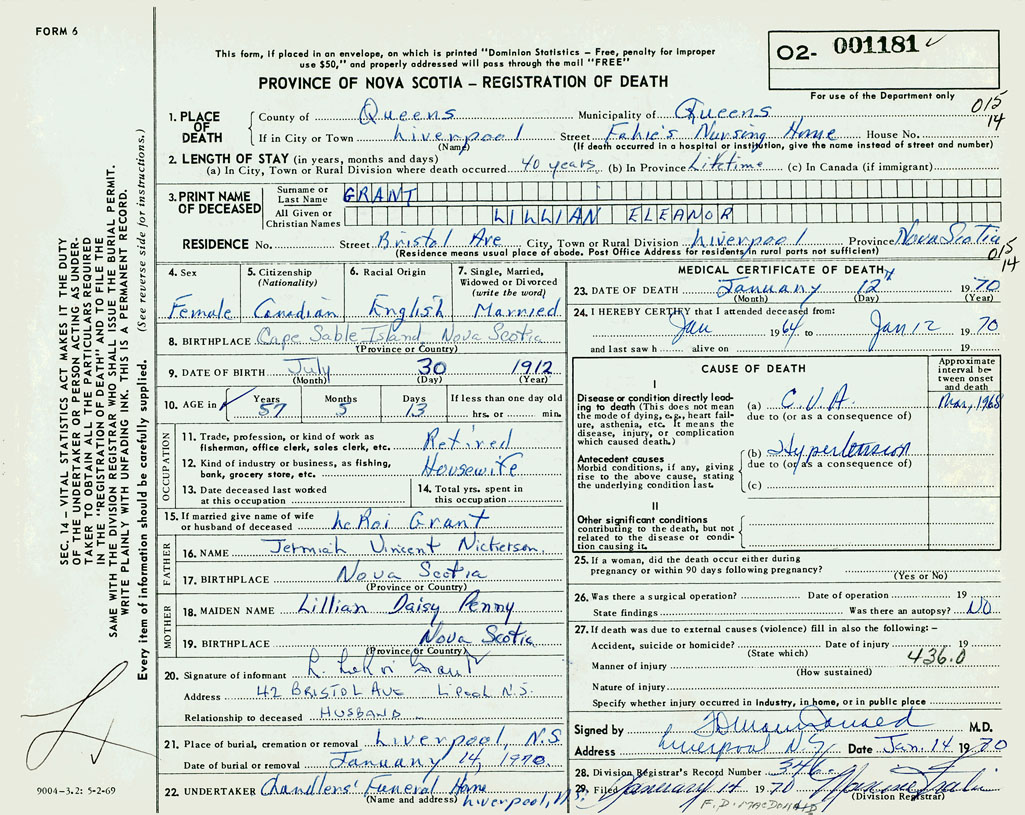 FORM 6
This form, if placed in an envelope, on which is printed "Dominion Statistics – Free, penalty for improper
use $50," and properly addressed will pass through the mail "FREE"
PROVINCE OF NOVA SCOTIA – REGISTRATION OF DEATH
02- 001181
For use of the Department only
015
14
1. PLACE OF DEATH
County of Queens Municipality of Queens
If in City or Town Liverpool Street Fahie's Nursing Home House No.
(Name) (If death occurred in a hospital or institution, give the name instead of street and number)
2. LENGTH OF STAY (in years, months and days)
(a) In City, Town or Rural Division where death occurred 40 years (b) In Province Lifetime (c) In Canada (if immigrant)
3. PRINT NAME OF DECEASED
Surname or Last Name GRANT
All Given or Christian Names LILLIAN ELEANOR
RESIDENCE No. Street Bristol Ave City, Town or Rural Division Liverpool Province Nova Scotia
(Residence means usual place of abode. Post Office Address for residents in rural parts not sufficient)
015
14
4. Sex
Female
5. Citizenship (Nationality)
Canadian
6. Racial Origin
English
7. Single, Married, Widowed or Divorced (write the word)
Married
8. BIRTHPLACE Cape Sable Island Nova Scotia
(Province or Country)
9. DATE OF BIRTH July 30 1912
(Month) (Day) (Year)
10. AGE in Years 57 Months 5 Days 13 If less than one day old
hrs. or min.
OCCUPATION
11. Trade, profession, or kind of work as fisherman, office clerk, sales clerk, etc. Retired
12. Kind of industry or business, as fishing, bank, grocery store, etc. Housewife
13. Date deceased last worked at this occupation
14. Total yrs. spent in this occupation
15. If married give name of wife or husband of deceased LeRoi Grant
FATHER
16. NAME Jermiah Vincent Nickerson
17. BIRTHPLACE Nova Scotia
(Province or Country)
MOTHER
18. MAIDEN NAME Lillian Daisy Penny
19. BIRTHPLACE Nova Scotia
(Province or Country)
20. Signature of informant L. LeRoi Grant
Address 42 BRISTOL AVE L'pool N.S.
Relationship to deceased HUSBAND
21. Place of burial, cremation or removal Liverpool, N.S.
Date of burial or removal January 14, 1970.
22. UNDERTAKER Chandlers' Funeral Home
(Name and address) Liverpool, N.S.
MEDICAL CERTIFICATE OF DEATH
23. DATE OF DEATH January 12 1970
(Month) (Day) (Year)
24. I HEREBY CERTIFY that I attended deceased from:
Jan 1964 to Jan 12 1970
and last saw h alive on 19
CAUSE OF DEATH
Approximate interval between onset and death
I
Disease or condition directly leading to death (This does not mean the mode of dying, e.g., heart failure, asthenia, etc. It means the disease, injury, or complication which caused death.)
(a) C.V.A. Mar, 1968
due to (or as a consequence of)
Antecedent causes
Morbid conditions, if any, giving rise to the above cause, stating the underlying condition last.
(b) Hypertension
due to (or as a consequence of)
(c)
II
Other significant conditions contributing to the death, but not related to the disease or condition causing it.
25. If a woman, did the death occur either during pregnancy or within 90 days following pregnancy?
(Yes or No)
26. Was there a surgical operation? Date of operation 19
State findings Was there an autopsy? No
27. If death was due to external causes (violence) fill in also the following: –
Accident, suicide or homicide? Date of injury 19
(State which) 436.0
Manner of injury
(How sustained)
Nature of injury
Specify whether injury occurred in industry, in home, or in public place
Signed by M.D.
Address Liverpool N.S. Date Jan. 14 1970
28. Division Registrar's Record Number 346
29. Filed January 14 1970
(Division Registrar)
F.D. MACDONALD
SEC. 14 – VITAL STATISTICS ACT MAKES IT THE DUTY
OF THE UNDERTAKER OR PERSON ACTING AS UNDER-
TAKER TO OBTAIN ALL THE PARTICULARS REQUIRED
IN THE "REGISTRATION OF DEATH" AND TO FILE THE
SAME WITH THE DIVISION REGISTRAR WHO SHALL ISSUE THE BURIAL PERMIT.
WRITE PLAINLY WITH UNFADING INK. THIS IS A PERMANENT RECORD.
Every item of information should be carefully supplied. (See reverse side for instructions.)
9004-3.2: 5-2-69